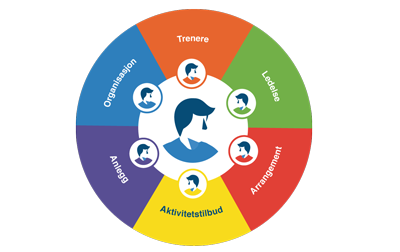 Trenere
Ledelse
Arrangement
Aktivitetstilbud
Anlegg
Organisasjon